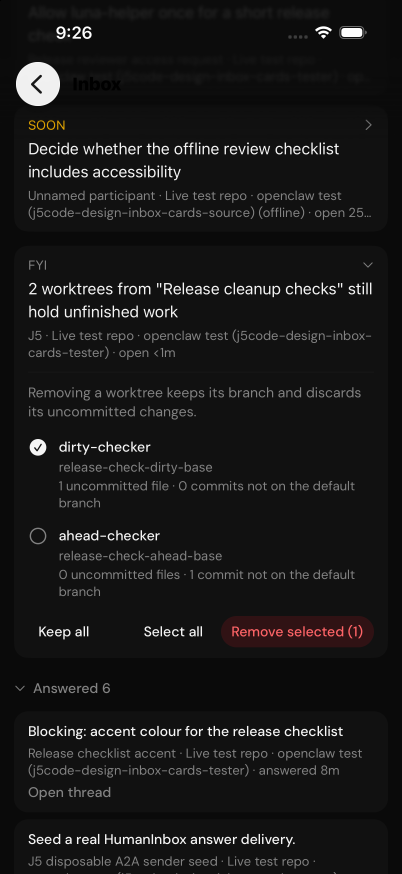 Allow luna-helper once for a short release
9:26
Inbox
SOON
Decide whether the offline review checklist
includes accessibility
Unnamed participant · Live test repo · openclaw test
(j5code-design-inbox-cards-source) (offline) · open 25...
FYI
2 worktrees from "Release cleanup checks" still
hold unfinished work
J5 · Live test repo · openclaw test (j5code-design-inbox-
cards-tester) · open <1m
Removing a worktree keeps its branch and discards
its uncommitted changes.
dirty-checker
release-check-dirty-base
1 uncommitted file · 0 commits not on the default
branch
ahead-checker
release-check-ahead-base
0 uncommitted files · 1 commit not on the default
branch
Keep all Select all Remove selected (1)
Answered 6
Blocking: accent colour for the release checklist
Release checklist accent · Live test repo · openclaw test
(j5code-design-inbox-cards-tester) · answered 8m
Open thread
Seed a real HumanInbox answer delivery.
J5 disposable A2A sender seed · Live test repo ·